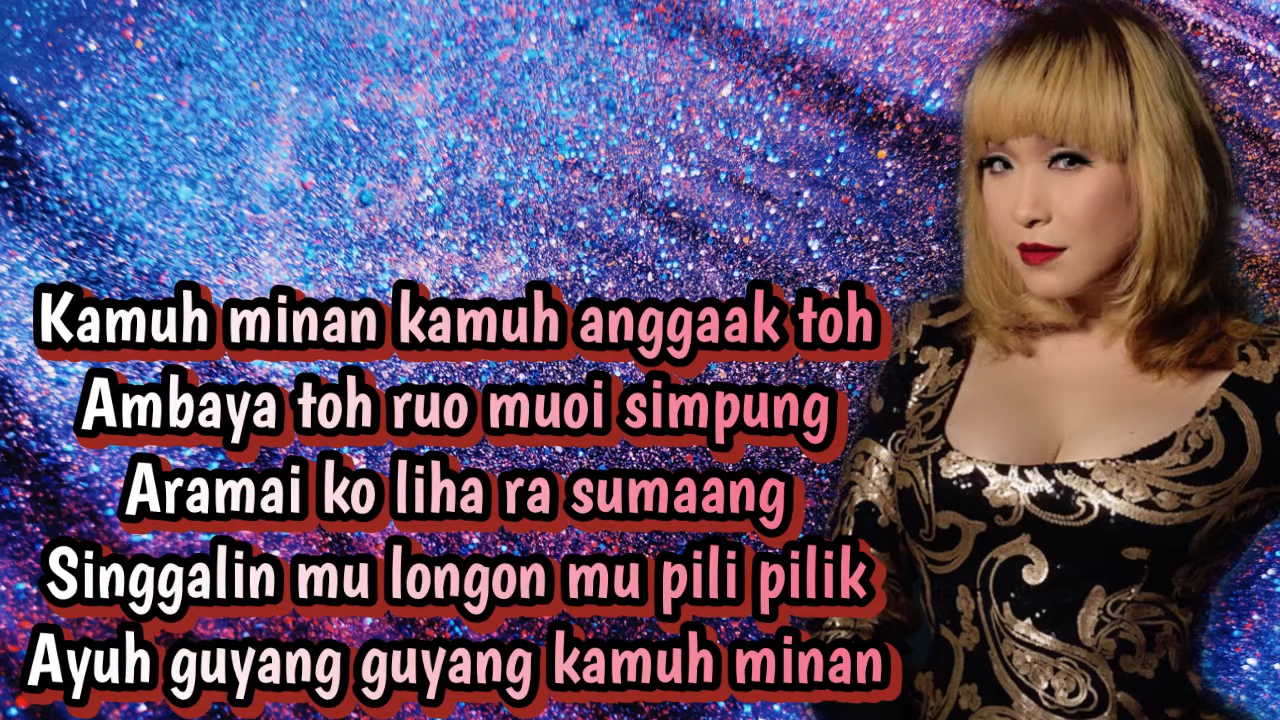 Kamuh minan kamuh anggaak toh
Ambaya toh ruo muoi simpung
Aramai ko liha ra sumaang
Singgalin mu longon mu pili pilik
Ayuh guyang guyang kamuh minan